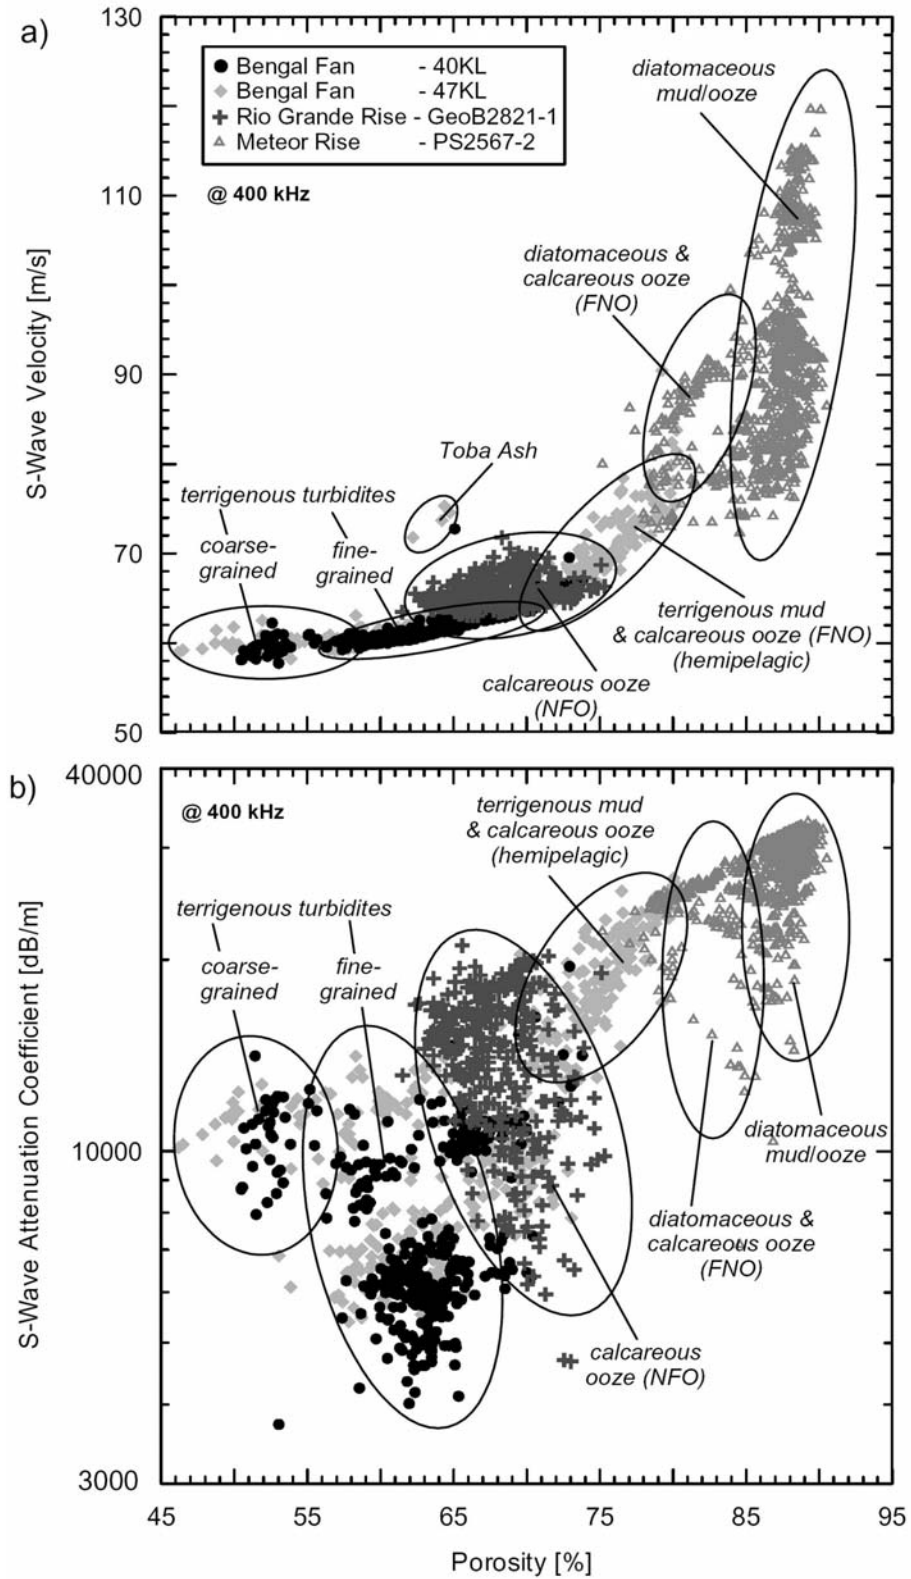 a)
130
110
90
70
50
S-Wave Velocity [m/s]
Bengal Fan - 40KL
Bengal Fan - 47KL
Rio Grande Rise - GeoB2821-1
Meteor Rise - PS2567-2
@ 400 kHz
diatomaceous
mud/ooze
diatomaceous &
calcareous ooze
(FNO)
Toba Ash
terrigenous turbidites
coarse-
grained
fine-
grained
terrigenous mud
& calcareous ooze (FNO)
(hemipelagic)
calcareous ooze
(NFO)
b)
40000
10000
3000
S-Wave Attenuation Coefficient [dB/m]
@ 400 kHz
terrigenous mud
& calcareous ooze
(hemipelagic)
terrigenous turbidites
coarse-
grained
fine-
grained
diatomaceous
mud/ooze
diatomaceous &
calcareous ooze
(FNO)
calcareous
ooze (NFO)
45 55 65 75 85 95
Porosity [%]